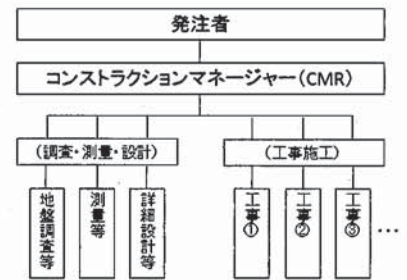 発注者
コンストラクションマネージャー(CMR)
(調査・測量・設計)
(工事施工)
地盤調査等
測量等
詳細設計等
工事①
工事②
工事③
…